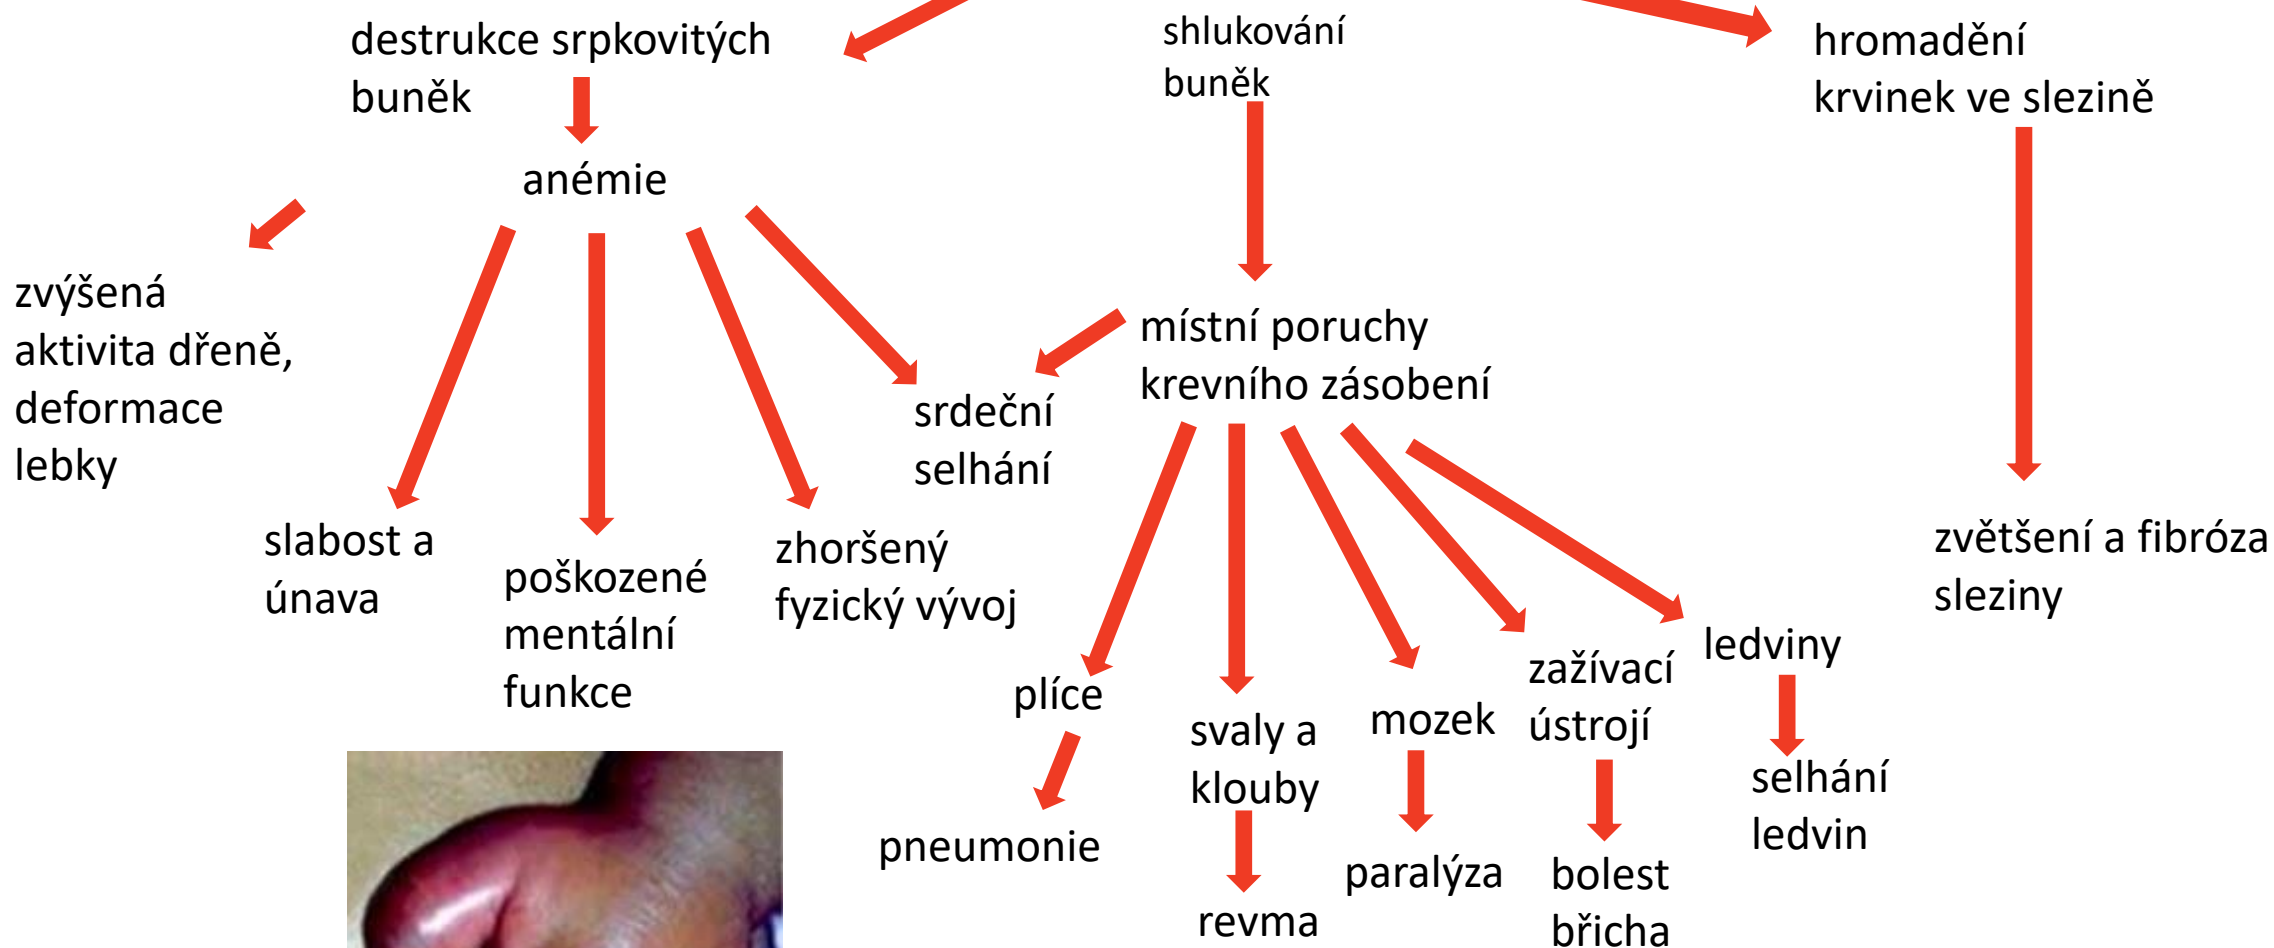 destrukce srpkovitých
buněk
shlukování
buněk
hromadění
krvinek ve slezině
anémie
zvýšená
aktivita dřeně,
deformace
lebky
místní poruchy
krevního zásobení
srdeční
selhání
slabost a
únava
poškozené
mentální
funkce
zhoršený
fyzický vývoj
zvětšení a fibróza
sleziny
plíce
svaly a
klouby
mozek
zažívací
ústrojí
ledviny
pneumonie
revma
paralýza
bolest
břicha
selhání
ledvin